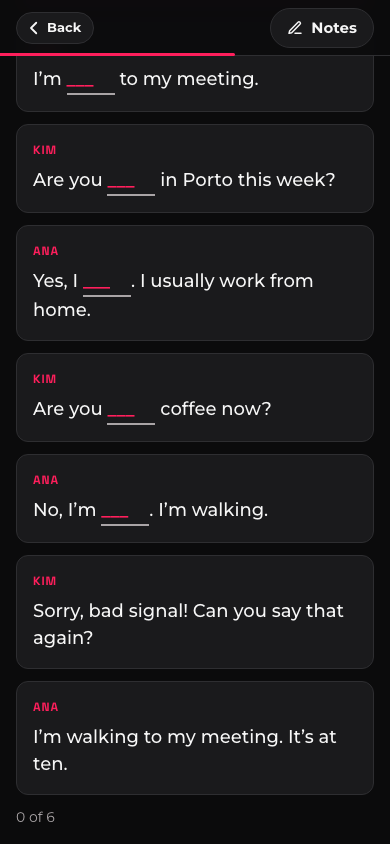 Back
Notes
I’m ___ to my meeting.
KIM
Are you ___ in Porto this week?
ANA
Yes, I ___. I usually work from
home.
KIM
Are you ___ coffee now?
ANA
No, I’m ___. I’m walking.
KIM
Sorry, bad signal! Can you say that
again?
ANA
I’m walking to my meeting. It’s at
ten.
0 of 6